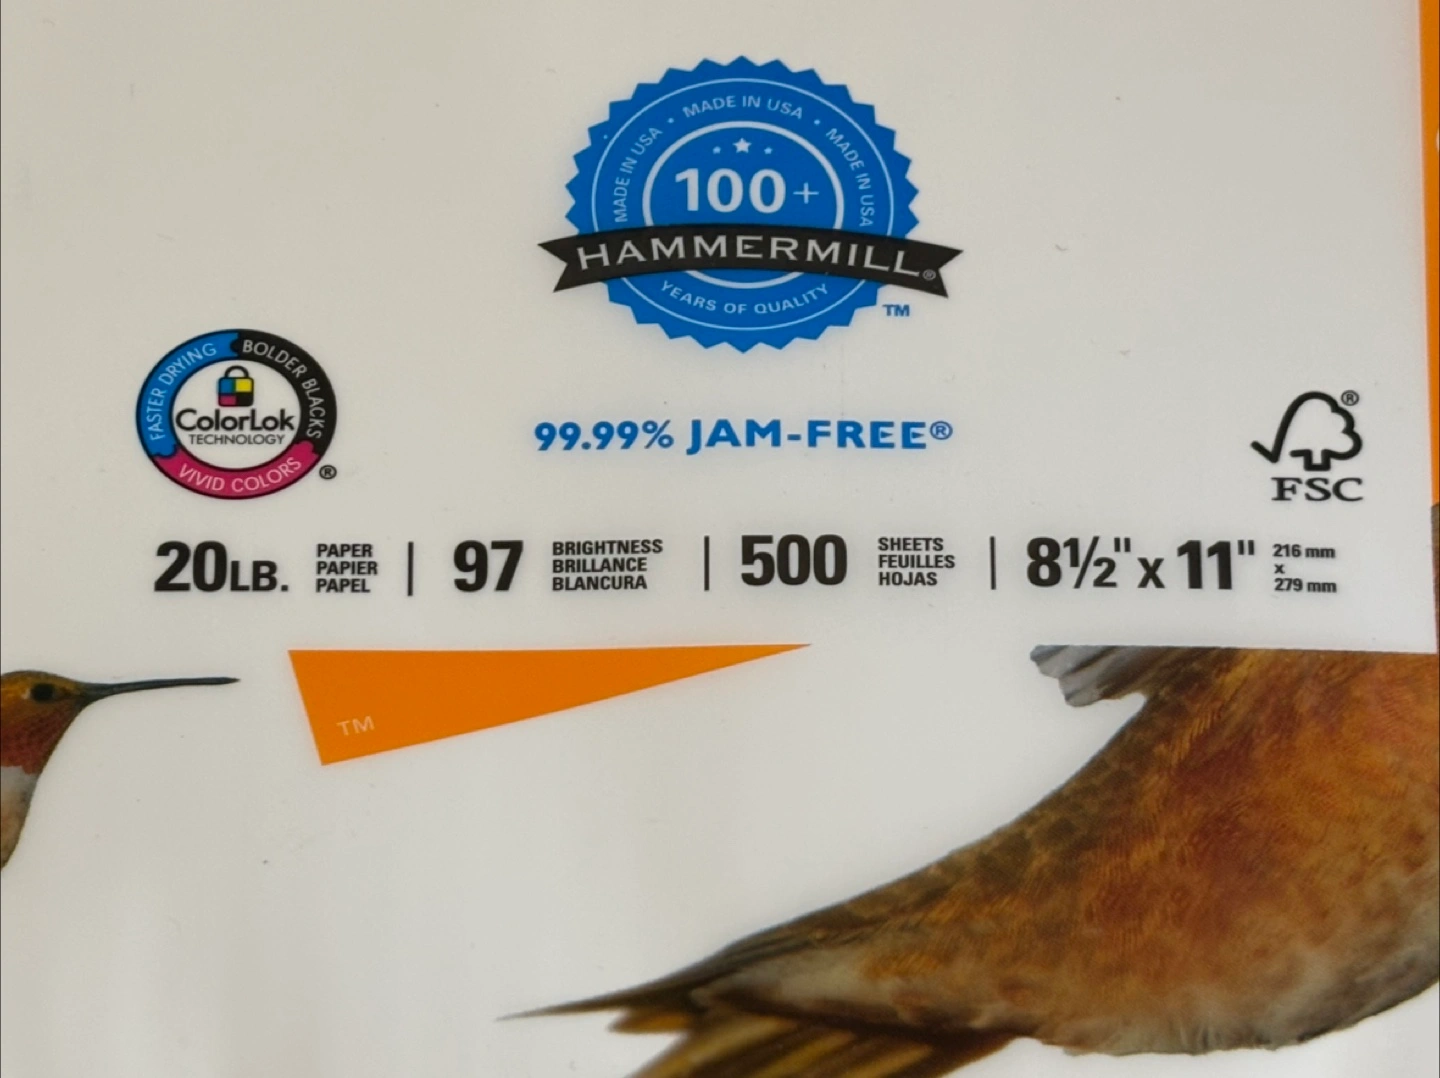 MADE IN USA • MADE IN USA • MADE IN USA
100+
HAMMERMILL®
YEARS OF QUALITY
TM
FASTER DRYING
BOLDER BLACKS
ColorLok
TECHNOLOGY
VIVID COLORS
®
99.99% JAM-FREE®
®
FSC
20LB.
PAPER
PAPIER
PAPEL
97
BRIGHTNESS
BRILLANCE
BLANCURA
500
SHEETS
FEUILLES
HOJAS
8½" x 11"
216 mm
x
279 mm
TM